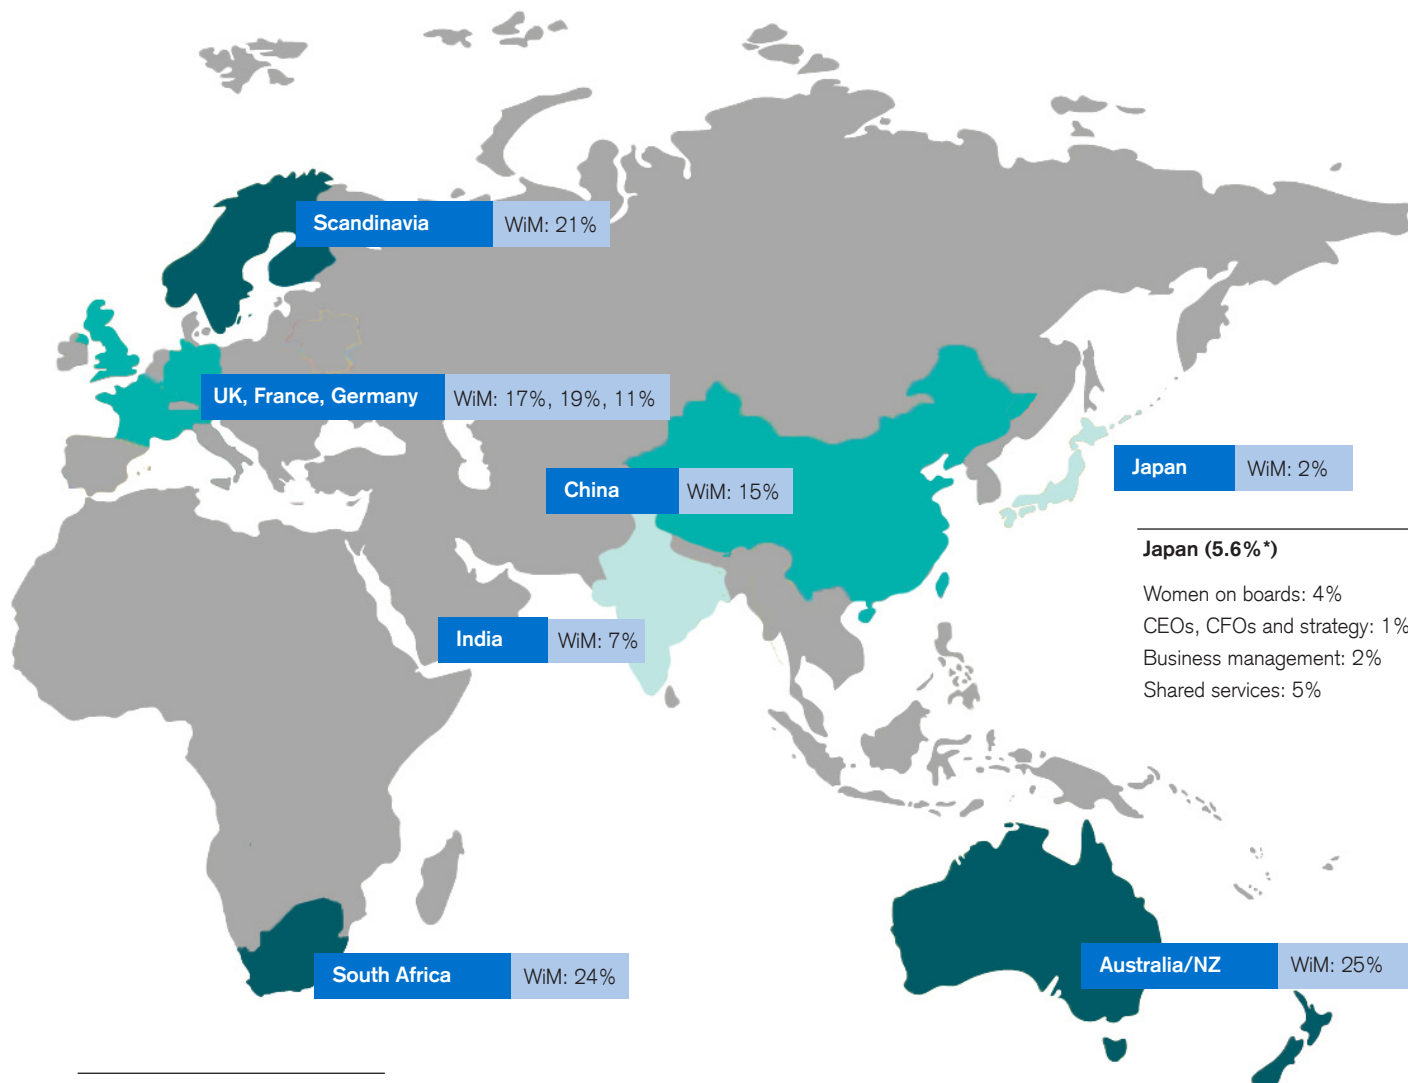 Scandinavia WiM: 21%
UK, France, Germany WiM: 17%, 19%, 11%
Japan WiM: 2%
China WiM: 15%
Japan (5.6%*)
Women on boards: 4%
CEOs, CFOs and strategy: 1%
Business management: 2%
Shared services: 5%
India WiM: 7%
South Africa WiM: 24%
Australia/NZ WiM: 25%